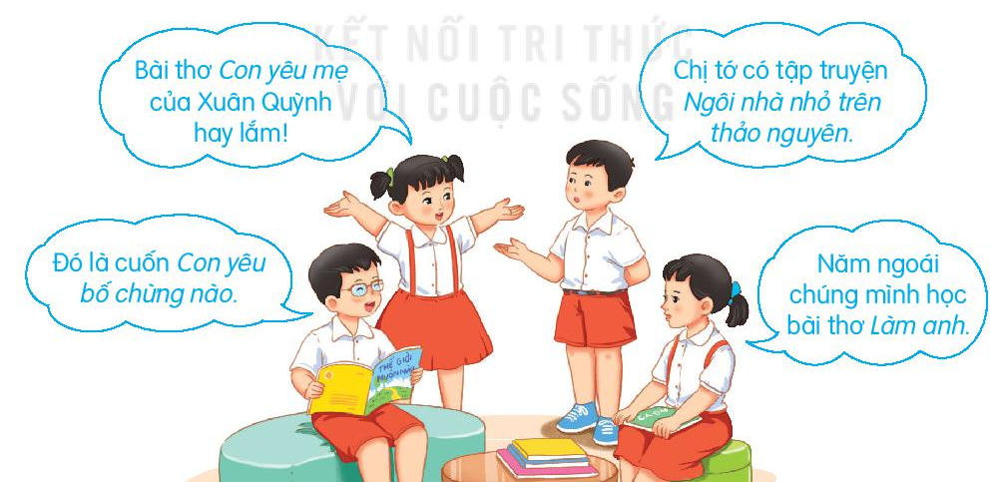 KẾT NỐI TRI THỨC
VỚI CUỘC SỐNG
Bài thơ Con yêu mẹ
của Xuân Quỳnh
hay lắm!
Chị tớ có tập truyện
Ngôi nhà nhỏ trên
thảo nguyên.
Đó là cuốn Con yêu
bố chừng nào.
Năm ngoái
chúng mình học
bài thơ Làm anh.
THẾ GIỚI